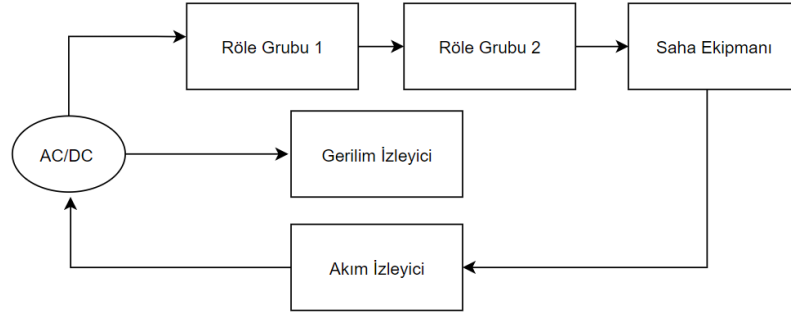 Röle Grubu 1
Röle Grubu 2
Saha Ekipmanı
AC/DC
Gerilim İzleyici
Akım İzleyici